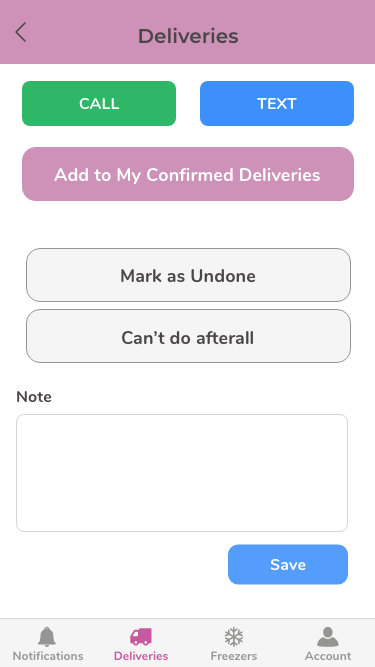 Deliveries
CALL
TEXT
Add to My Confirmed Deliveries
Mark as Undone
Can't do afterall
Note
Save
Notifications
Deliveries
Freezers
Account